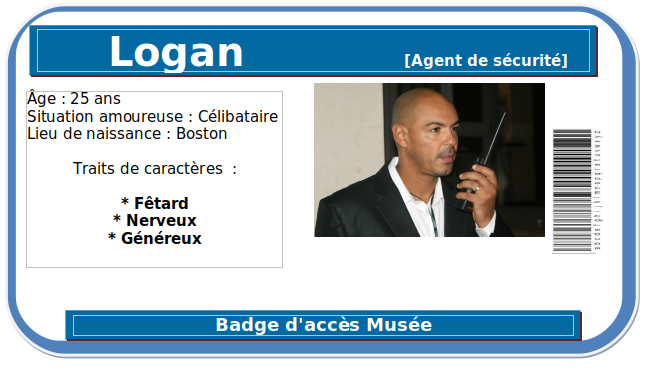 Logan
[Agent de sécurité]
Âge : 25 ans
Situation amoureuse : Célibataire
Lieu de naissance : Boston
Traits de caractères  :
* Fêtard
* Nerveux
* Généreux
a b c d e f g h i j k l m n o p q r s t u v w x y z
Badge d'accès Musée